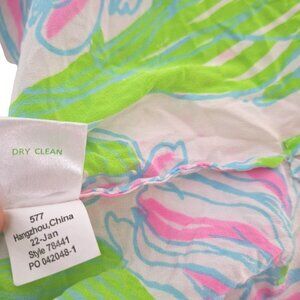 DRY CLEAN
577
Hangzhou,China
22-Jan
Style 78441
PO 042048-1